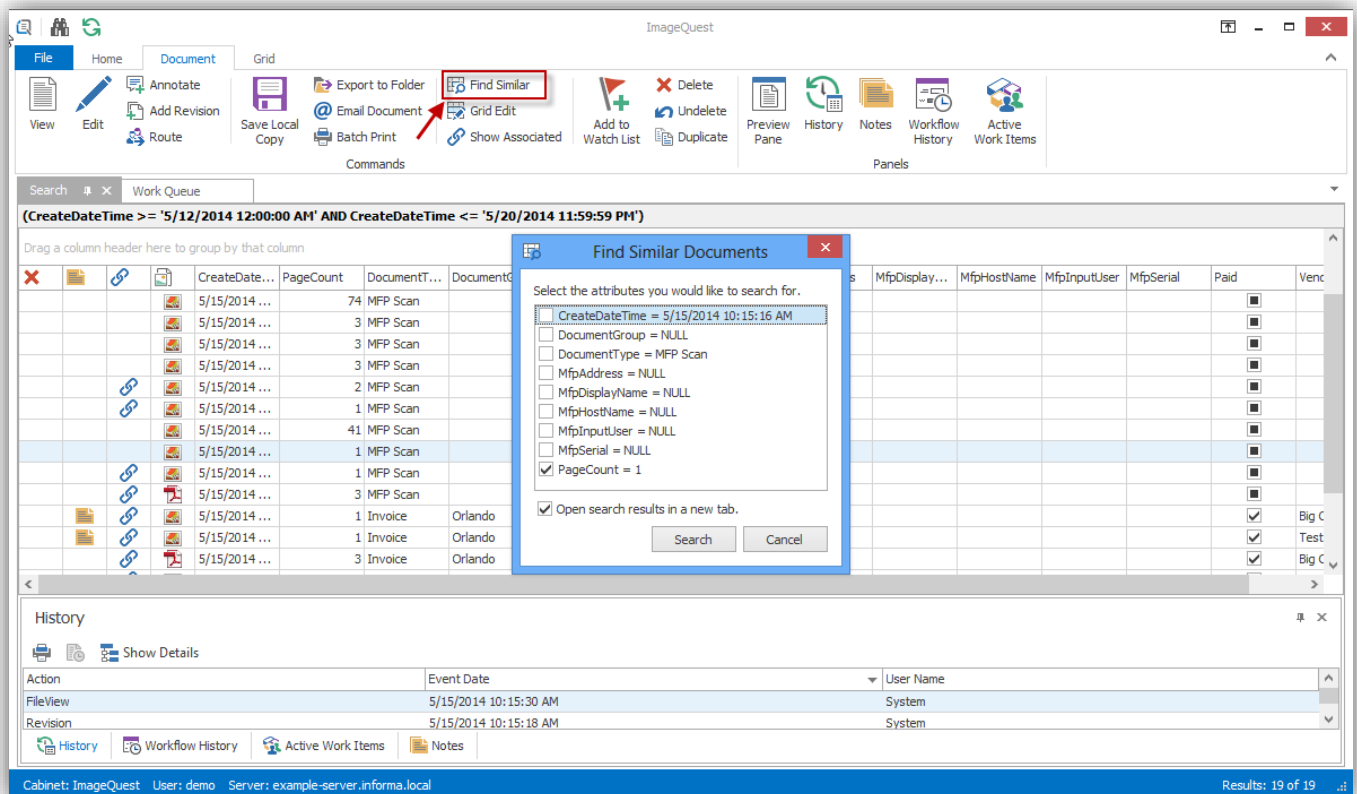 ImageQuest
File Home Document Grid
View
Edit
Annotate
Add Revision
Route
Save Local Copy
Export to Folder
Email Document
Batch Print
Find Similar
Grid Edit
Show Associated
Add to Watch List
Delete
Undelete
Duplicate
Commands
Preview Pane
History
Notes
Workflow History
Active Work Items
Panels
Search Work Queue
(CreateDateTime >= '5/12/2014 12:00:00 AM' AND CreateDateTime <= '5/20/2014 11:59:59 PM')
Drag a column header here to group by that column
CreateDate... PageCount DocumentT... DocumentG s MfpDisplay... MfpHostName MfpInputUser MfpSerial Paid Venc
5/15/2014 ... 74 MFP Scan
5/15/2014 ... 3 MFP Scan
5/15/2014 ... 3 MFP Scan
5/15/2014 ... 3 MFP Scan
5/15/2014 ... 2 MFP Scan
5/15/2014 ... 1 MFP Scan
5/15/2014 ... 41 MFP Scan
5/15/2014 ... 1 MFP Scan
5/15/2014 ... 1 MFP Scan
5/15/2014 ... 3 MFP Scan
5/15/2014 ... 1 Invoice Orlando Big C
5/15/2014 ... 1 Invoice Orlando Test
5/15/2014 ... 3 Invoice Orlando Big C
Find Similar Documents
Select the attributes you would like to search for.
CreateDateTime = 5/15/2014 10:15:16 AM
DocumentGroup = NULL
DocumentType = MFP Scan
MfpAddress = NULL
MfpDisplayName = NULL
MfpHostName = NULL
MfpInputUser = NULL
MfpSerial = NULL
PageCount = 1
Open search results in a new tab.
Search Cancel
History
Show Details
Action Event Date User Name
FileView 5/15/2014 10:15:30 AM System
Revision 5/15/2014 10:15:18 AM System
History Workflow History Active Work Items Notes
Cabinet: ImageQuest User: demo Server: example-server.informa.local Results: 19 of 19